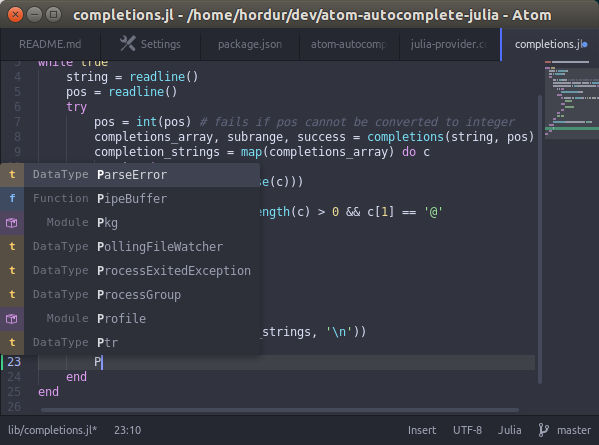 completions.jl - /home/hordur/dev/atom-autocomplete-julia - Atom
README.md Settings package.json atom-autocomp julia-provider.cc completions.jl
3 while true
4 string = readline()
5 pos = readline()
6 try
7 pos = int(pos) # fails if pos cannot be converted to integer
8 completions_array, subrange, success = completions(string, pos)
9 completion_strings = map(completions_array) do c
t DataType ParseError se(c)))
f Function PipeBuffer
Module Pkg ength(c) > 0 && c[1] == '@'
t DataType PollingFileWatcher
t DataType ProcessExitedException
t DataType ProcessGroup
Module Profile
_strings, '\n'))
t DataType Ptr
23 P
24 end
25 end
26
lib/completions.jl* 23:10 Insert UTF-8 Julia master